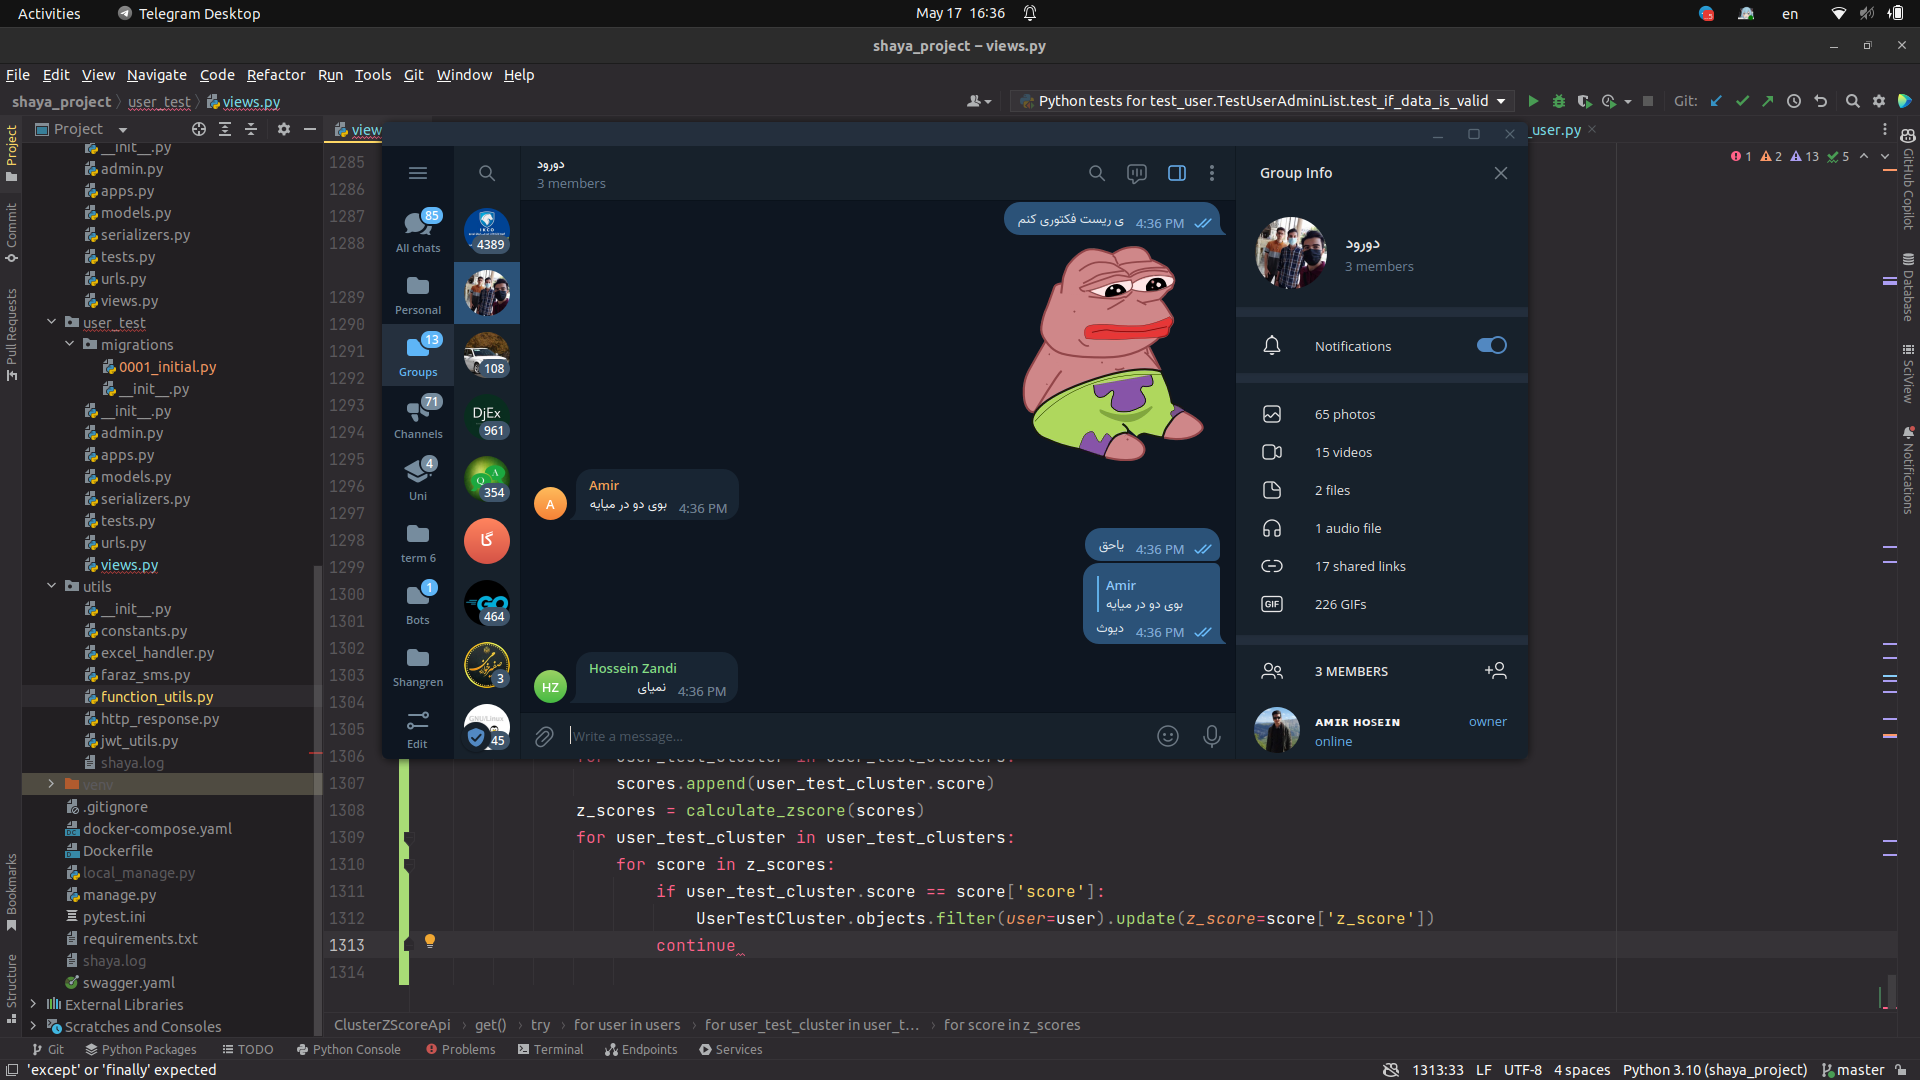 Activities
Telegram Desktop
May 17 16:36
en
shaya_project – views.py
File Edit View Navigate Code Refactor Run Tools Git Window Help
shaya_project user_test views.py
Python tests for test_user.TestUserAdminList.test_if_data_is_valid
Git:
Project
_user.py
1 2 13 5
Project
Commit
Pull Requests
Bookmarks
Structure
__init__.py
admin.py
apps.py
models.py
serializers.py
tests.py
urls.py
views.py
user_test
migrations
0001_initial.py
__init__.py
__init__.py
admin.py
apps.py
models.py
serializers.py
tests.py
urls.py
views.py
utils
__init__.py
constants.py
excel_handler.py
faraz_sms.py
function_utils.py
http_response.py
jwt_utils.py
shaya.log
venv
.gitignore
docker-compose.yaml
Dockerfile
local_manage.py
manage.py
pytest.ini
requirements.txt
shaya.log
swagger.yaml
External Libraries
Scratches and Consoles
view
1285
1286
1287
1288
1289
1290
1291
1292
1293
1294
1295
1296
1297
1298
1299
1300
1301
1302
1303
1304
1305
1306
85
All chats
Personal
13
Groups
71
Channels
4
Uni
term 6
1
Bots
Shangren
Edit
4389
108
DjEx
961
Q A
354
گا
GO
464
3
GNU/Linux
45
دورود
3 members
ی ریست فکتوری کنم 4:36 PM
A
Amir
بوی دو در میایه 4:36 PM
یاحق 4:36 PM
Amir
بوی دو در میایه
دیوث 4:36 PM
HZ
Hossein Zandi
نمیای 4:36 PM
Write a message...
Group Info
دورود
3 members
Notifications
65 photos
15 videos
2 files
1 audio file
17 shared links
GIF 226 GIFs
3 MEMBERS
ᴀᴍɪʀ ʜᴏsᴇɪɴ owner
online
1307 scores.append(user_test_cluster.score)
1308 z_scores = calculate_zscore(scores)
1309 for user_test_cluster in user_test_clusters:
1310 for score in z_scores:
1311 if user_test_cluster.score == score['score']:
1312 UserTestCluster.objects.filter(user=user).update(z_score=score['z_score'])
1313 continue
1314
ClusterZScoreApi get() try for user in users for user_test_cluster in user_t... for score in z_scores
GitHub Copilot
Database
SciView
Notifications
Git Python Packages TODO Python Console Problems Terminal Endpoints Services
'except' or 'finally' expected
1313:33 LF UTF-8 4 spaces Python 3.10 (shaya_project) master